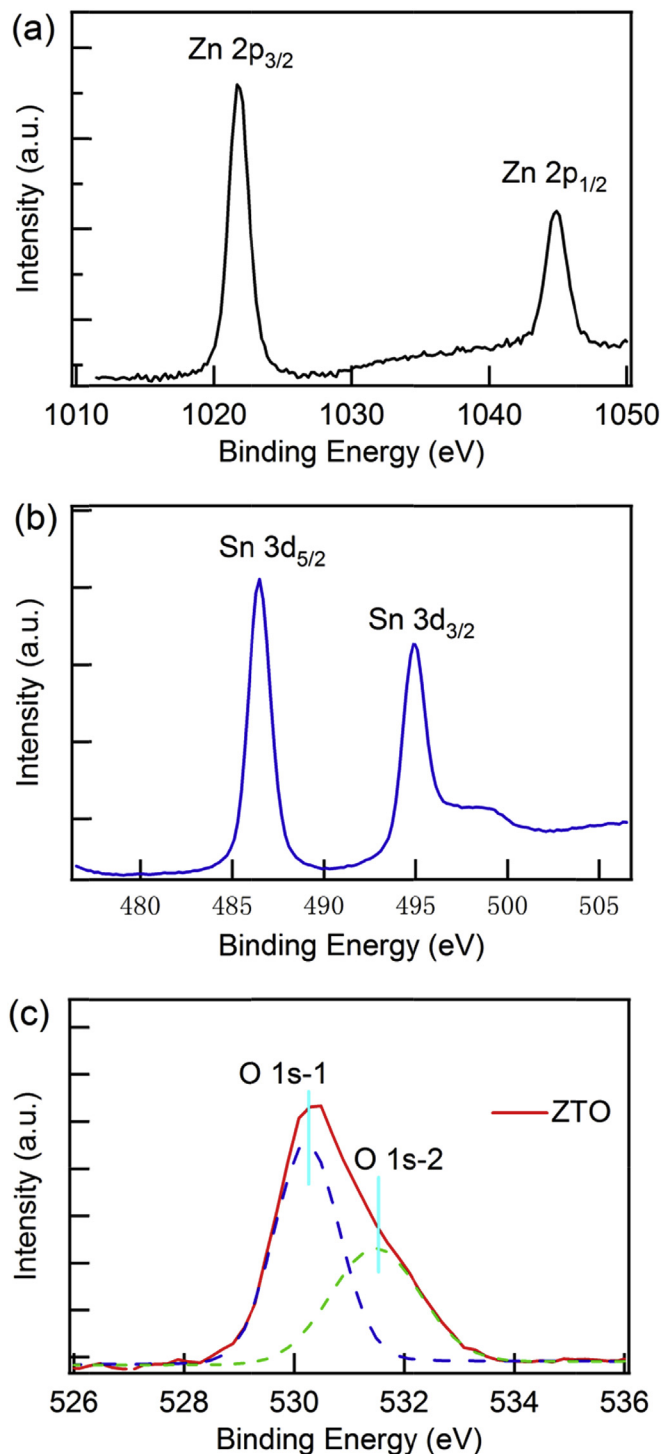 (a)
Zn 2p3/2
Zn 2p1/2
Intensity (a.u.)
1010 1020 1030 1040 1050
Binding Energy (eV)
(b)
Sn 3d5/2
Sn 3d3/2
Intensity (a.u.)
480 485 490 495 500 505
Binding Energy (eV)
(c)
O 1s-1
ZTO
O 1s-2
Intensity (a.u.)
526 528 530 532 534 536
Binding Energy (eV)